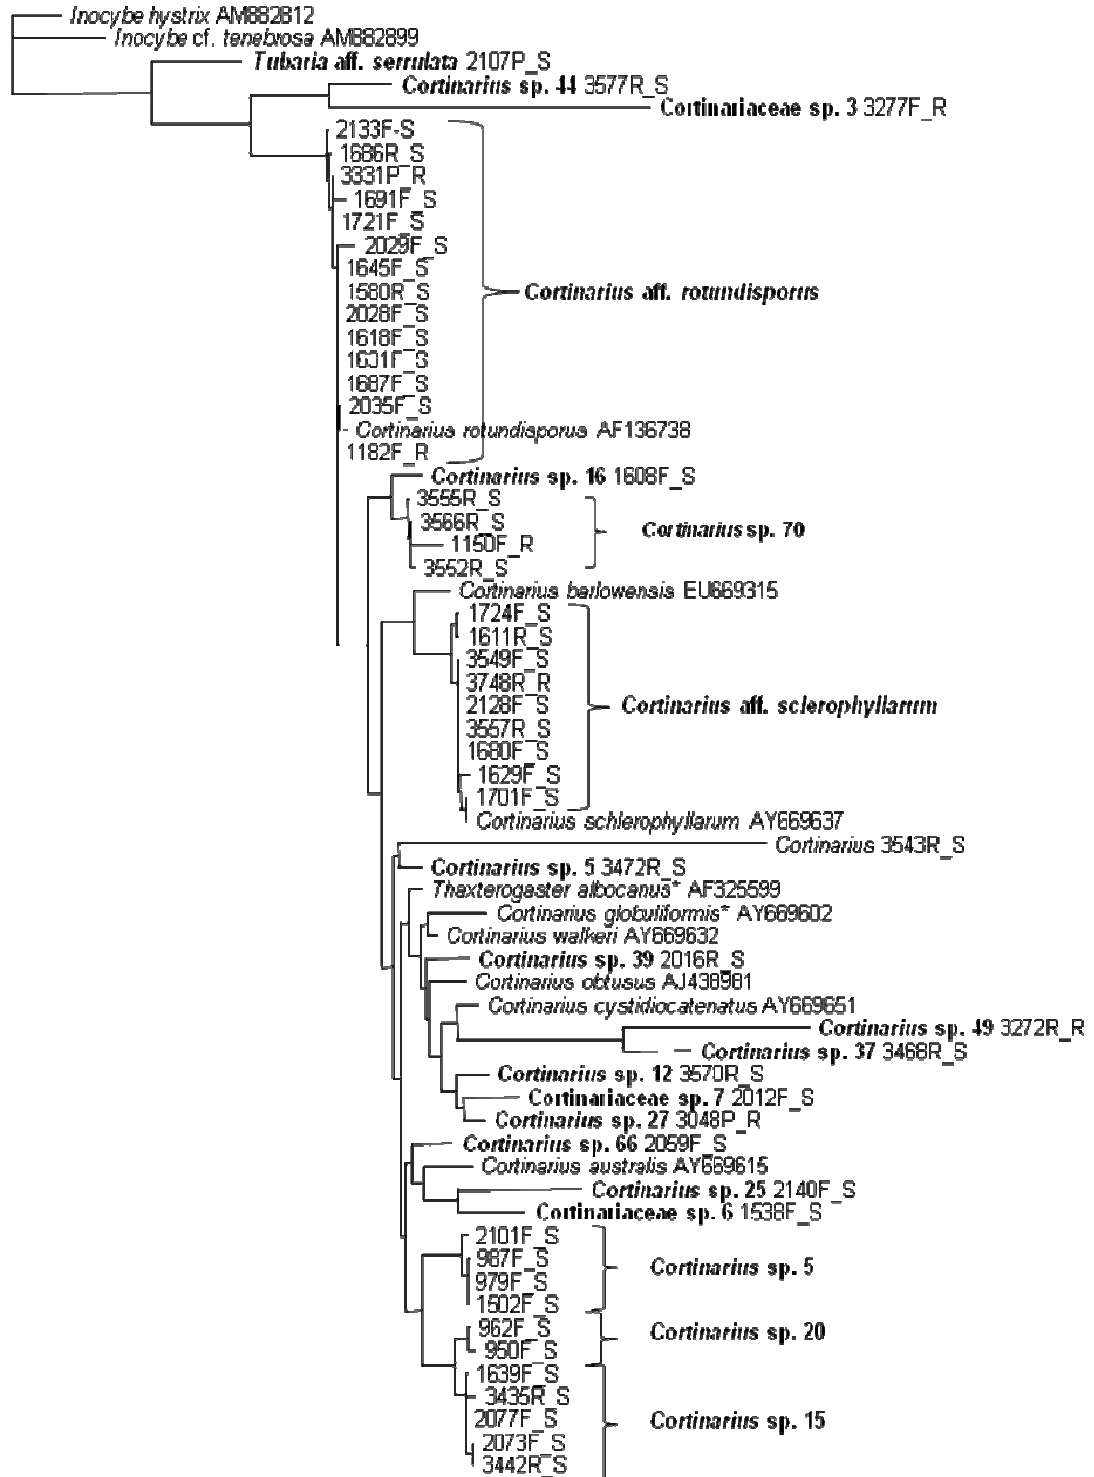 Inocybe hystrix AM882812
Inocybe cf. tenebrosa AM882899
Tubaria aff. serrulata 2107P_S
Cortinarius sp. 44 3577R_S
Cortinariaceae sp. 3 3277F_R
2133F-S
1686R_S
3331P_R
1691F_S
1721F_S
2029F_S
1645F_S
1580R_S
Cortinarius aff. rotundisporus
2028F_S
1618F_S
1631F_S
1687F_S
2035F_S
Cortinarius rotundisporus AF136738
1182F_R
Cortinarius sp. 16 1608F_S
3555R_S
3566R_S
Cortinarius sp. 70
1150F_R
3552R_S
Cortinarius barlowensis EU669315
1724F_S
1611R_S
3549F_S
3748R_R
2128F_S
Cortinarius aff. sclerophyllarum
3557R_S
1680F_S
1629F_S
1701F_S
Cortinarius schlerophyllarum AY669637
Cortinarius 3543R_S
Cortinarius sp. 5 3472R_S
Thaxterogaster albocanus* AF325599
Cortinarius globuliformis* AY669602
Cortinarius walkeri AY669632
Cortinarius sp. 39 2016R_S
Cortinarius obtusus AJ438981
Cortinarius cystidiocatenatus AY669651
Cortinarius sp. 49 3272R_R
Cortinarius sp. 37 3468R_S
Cortinarius sp. 12 3570R_S
Cortinariaceae sp. 7 2012F_S
Cortinarius sp. 27 3048P_R
Cortinarius sp. 66 2059F_S
Cortinarius australis AY669615
Cortinarius sp. 25 2140F_S
Cortinariaceae sp. 6 1538F_S
2101F_S
987F_S
Cortinarius sp. 5
979F_S
1502F_S
962F_S
Cortinarius sp. 20
950F_S
1639F_S
3435R_S
2077F_S
Cortinarius sp. 15
2073F_S
3442R_S